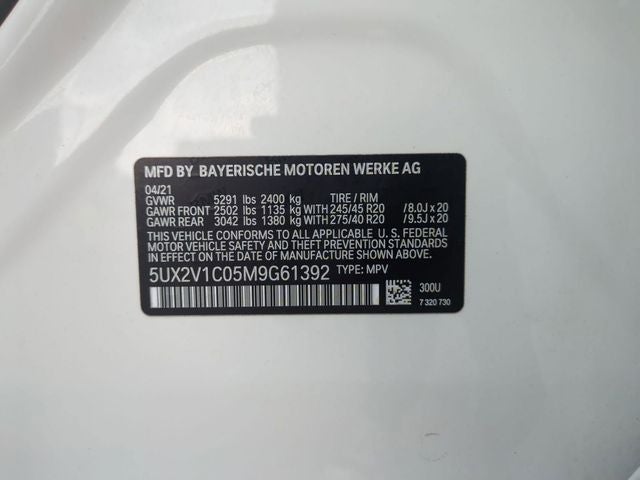 MFD BY BAYERISCHE MOTOREN WERKE AG
04/21
GVWR 5291 lbs 2400 kg TIRE / RIM
GAWR FRONT 2502 lbs 1135 kg WITH 245/45 R20 /8.0J x 20
GAWR REAR 3042 lbs 1380 kg WITH 275/40 R20 /9.5J x 20
THIS VEHICLE CONFORMS TO ALL APPLICABLE U. S. FEDERAL
MOTOR VEHICLE SAFETY AND THEFT PREVENTION STANDARDS
IN EFFECT ON THE DATE OF MANUFACTURE SHOWN ABOVE.
5UX2V1C05M9G61392 TYPE: MPV
300U
7 320 730